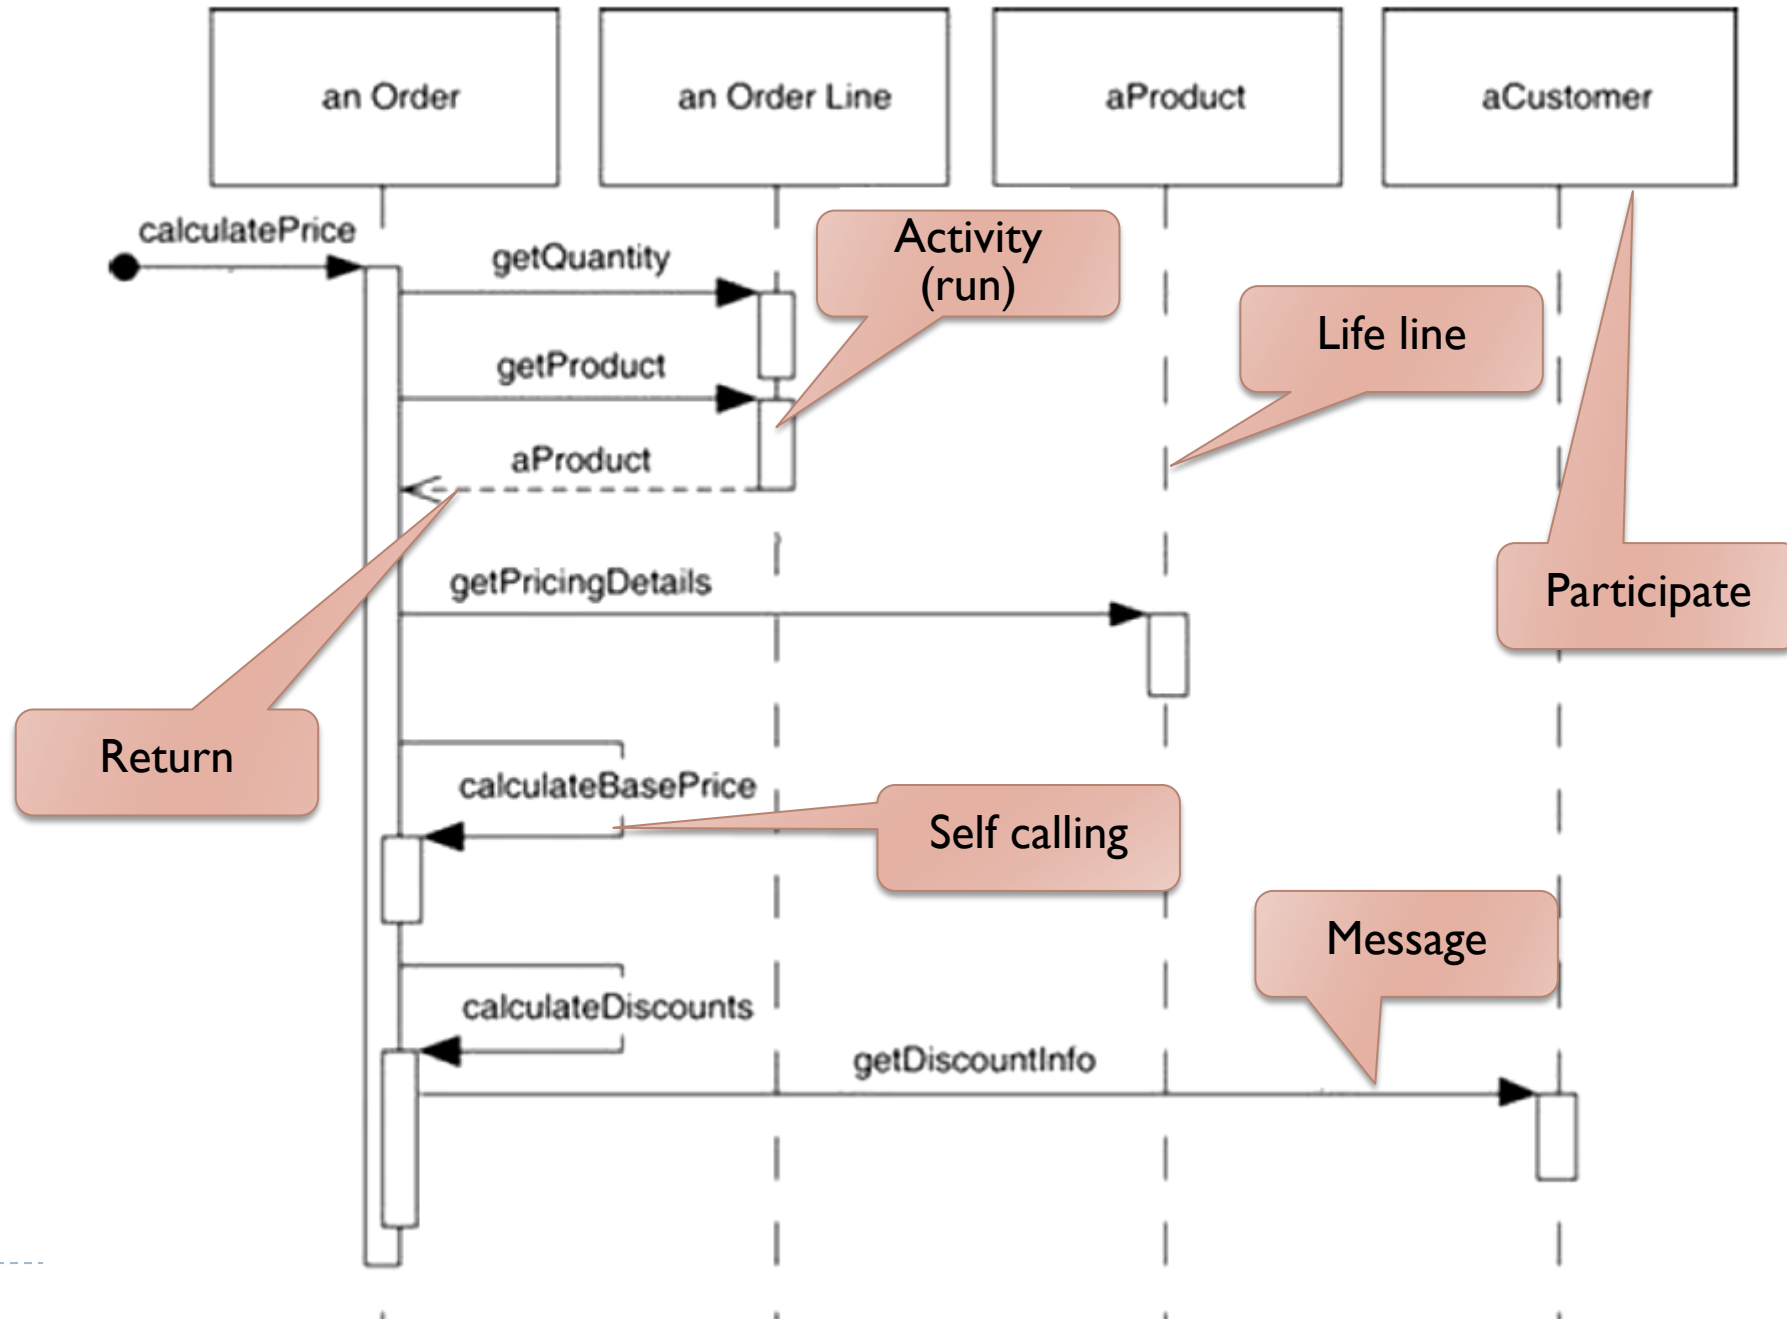 an Order
an Order Line
aProduct
aCustomer
calculatePrice
getQuantity
Activity
(run)
Life line
getProduct
aProduct
getPricingDetails
Participate
Return
calculateBasePrice
Self calling
Message
calculateDiscounts
getDiscountInfo